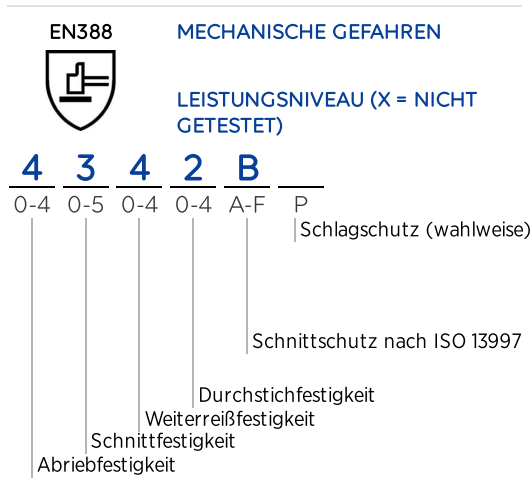 EN388
MECHANISCHE GEFAHREN
LEISTUNGSNIVEAU (X = NICHT
GETESTET)
4 3 4 2 B
0-4 0-5 0-4 0-4 A-F P
Schlagschutz (wahlweise)
Schnittschutz nach ISO 13997
Durchstichfestigkeit
Weiterreißfestigkeit
Schnittfestigkeit
Abriebfestigkeit